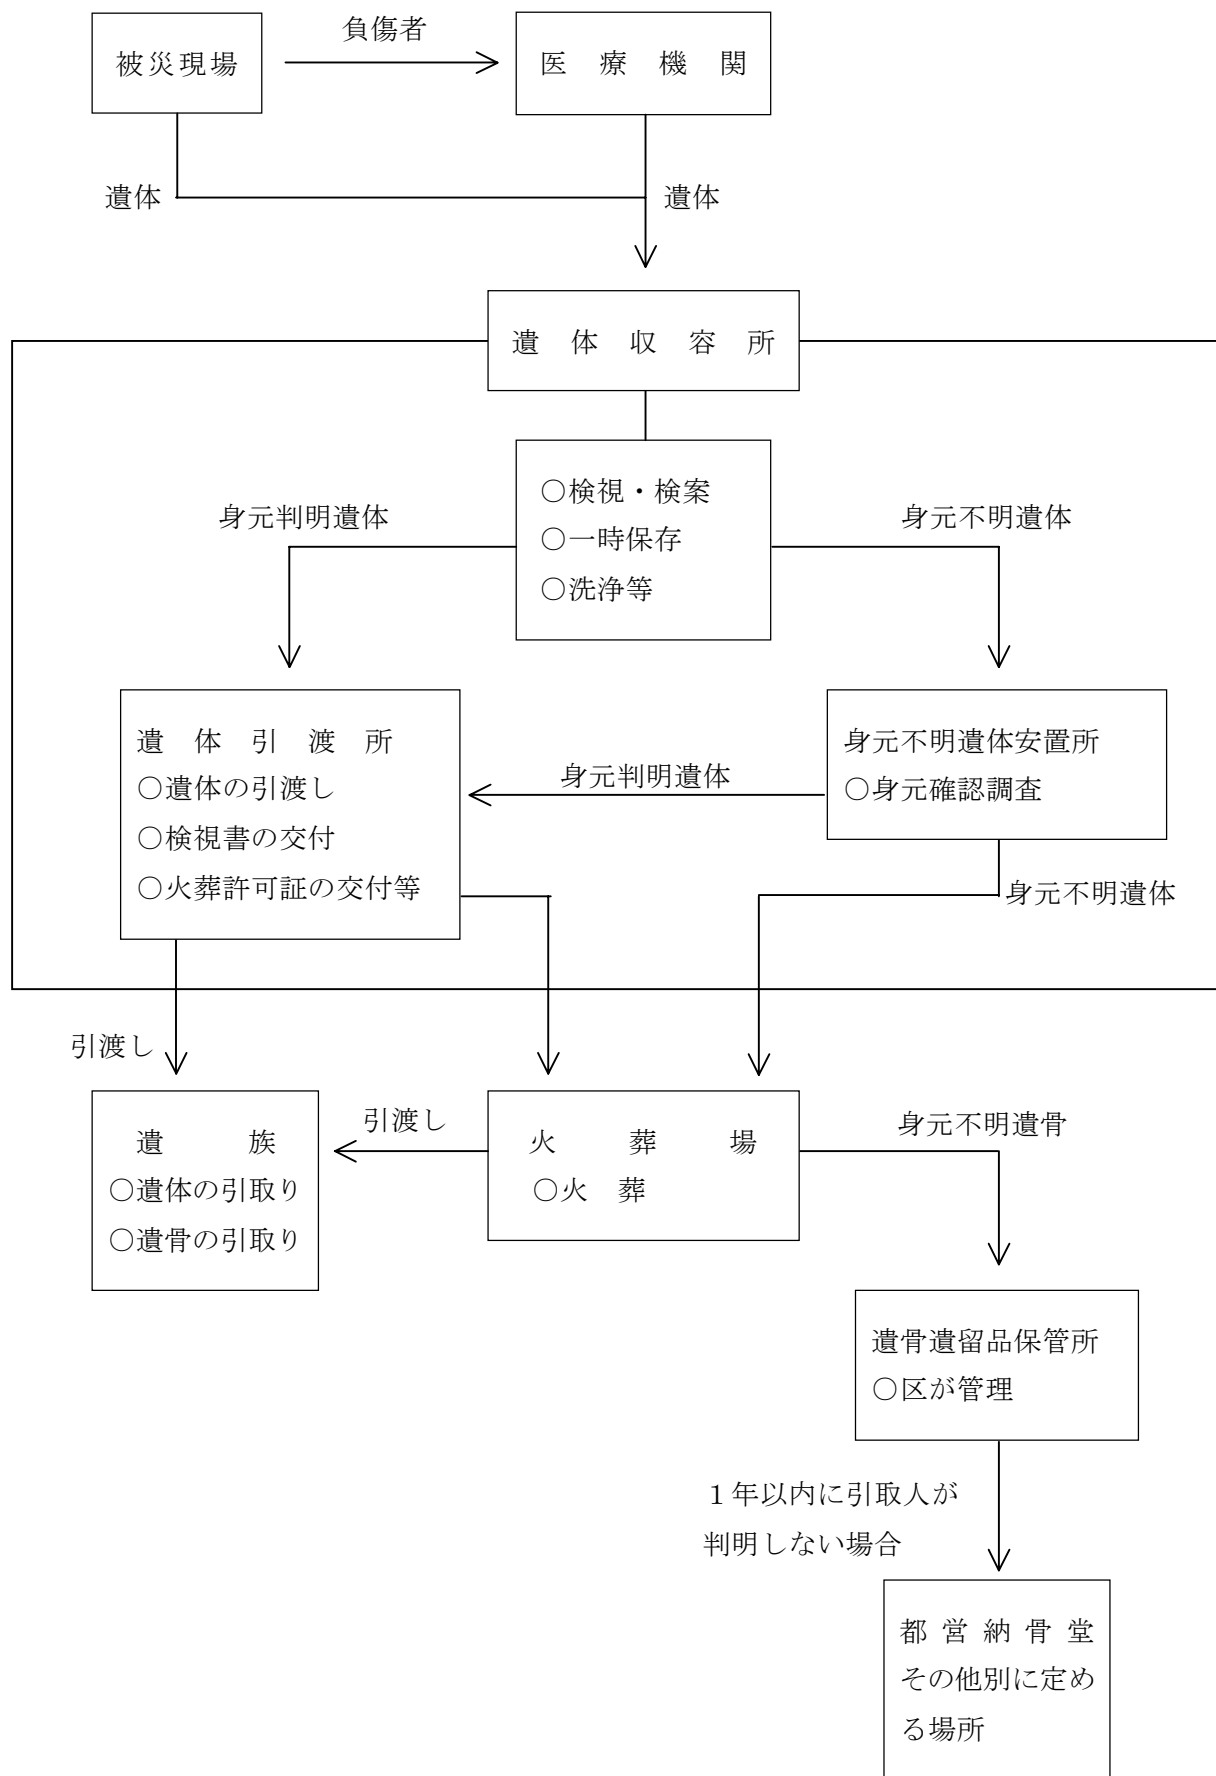 負傷者
被災現場
医療機関
遺体
遺体
遺体収容所
○検視・検案
○一時保存
○洗浄等
身元判明遺体
身元不明遺体
遺体引渡所
○遺体の引渡し
○検視書の交付
○火葬許可証の交付等
身元判明遺体
身元不明遺体安置所
○身元確認調査
身元不明遺体
引渡し
遺族
○遺体の引取り
○遺骨の引取り
引渡し
火葬場
○火葬
身元不明遺骨
遺骨遺留品保管所
○区が管理
１年以内に引取人が
判明しない場合
都営納骨堂
その他別に定め
る場所